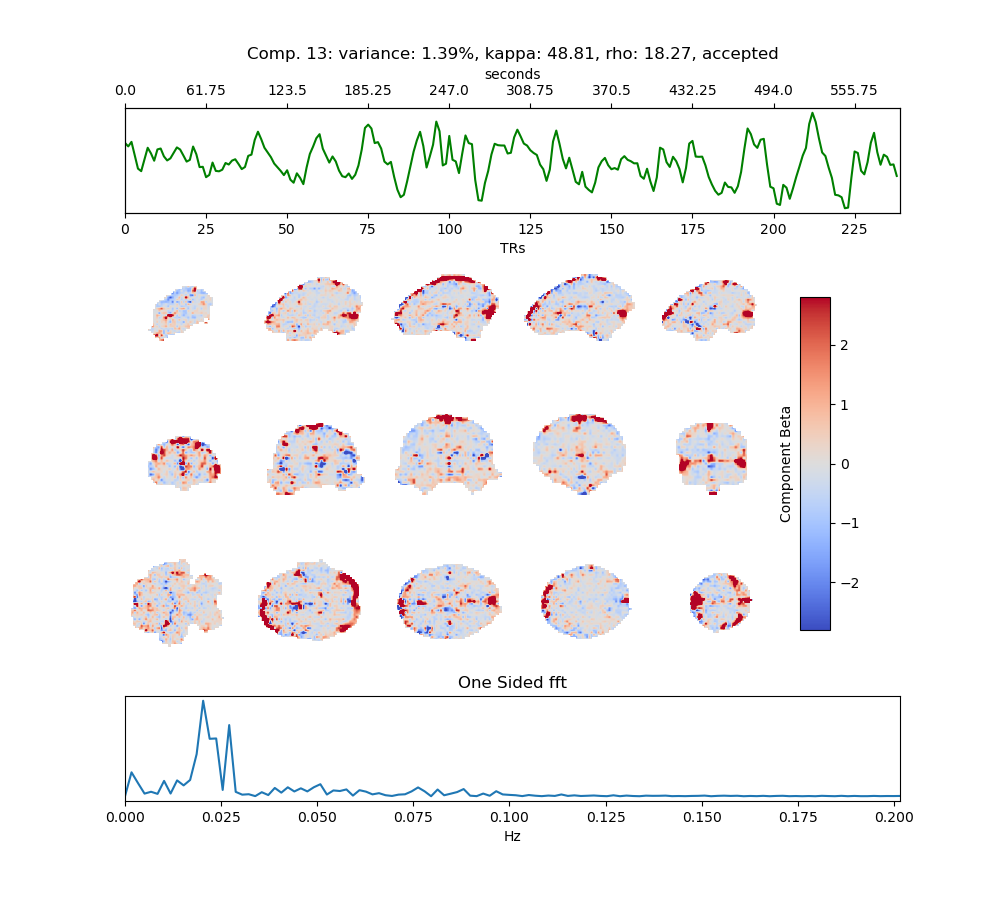 Comp. 13: variance: 1.39%, kappa: 48.81, rho: 18.27, accepted
seconds
0.0 61.75 123.5 185.25 247.0 308.75 370.5 432.25 494.0 555.75
0 25 50 75 100 125 150 175 200 225
TRs
2
1
0
−1
−2
Component Beta
One Sided fft
0.000 0.025 0.050 0.075 0.100 0.125 0.150 0.175 0.200
Hz